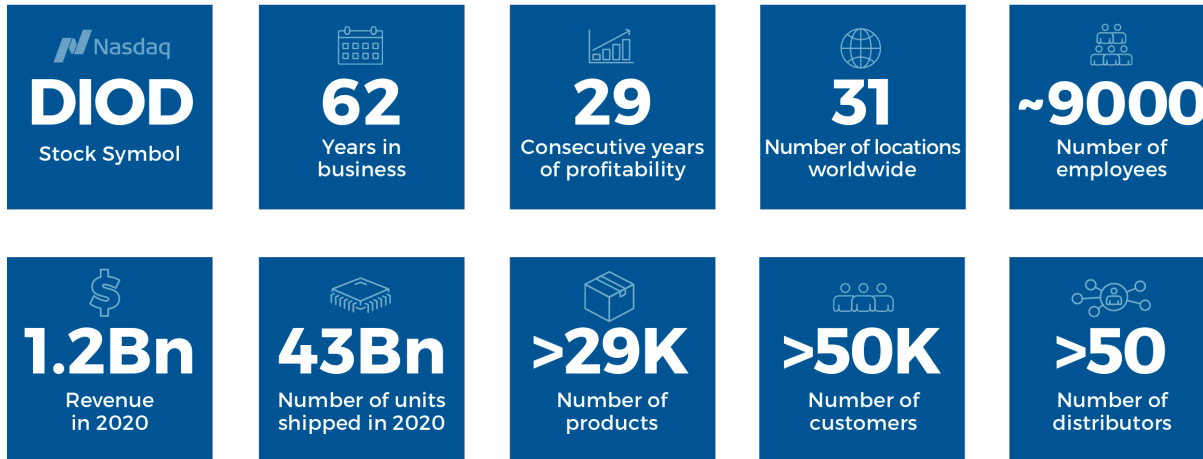 Nasdaq
DIOD
Stock Symbol
62
Years in
business
29
Consecutive years
of profitability
31
Number of locations
worldwide
~9000
Number of
employees
1.2Bn
Revenue
in 2020
43Bn
Number of units
shipped in 2020
>29K
Number of
products
>50K
Number of
customers
>50
Number of
distributors